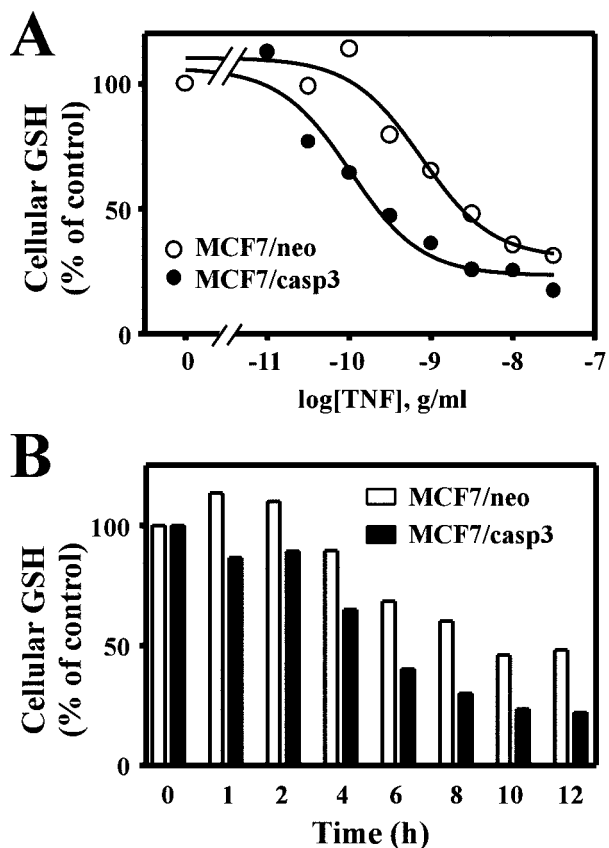 A
Cellular GSH
(% of control)
100
50
0
MCF7/neo
MCF7/casp3
0 -11 -10 -9 -8 -7
log[TNF], g/ml
B
Cellular GSH
(% of control)
100
50
0
MCF7/neo
MCF7/casp3
0 1 2 4 6 8 10 12
Time (h)